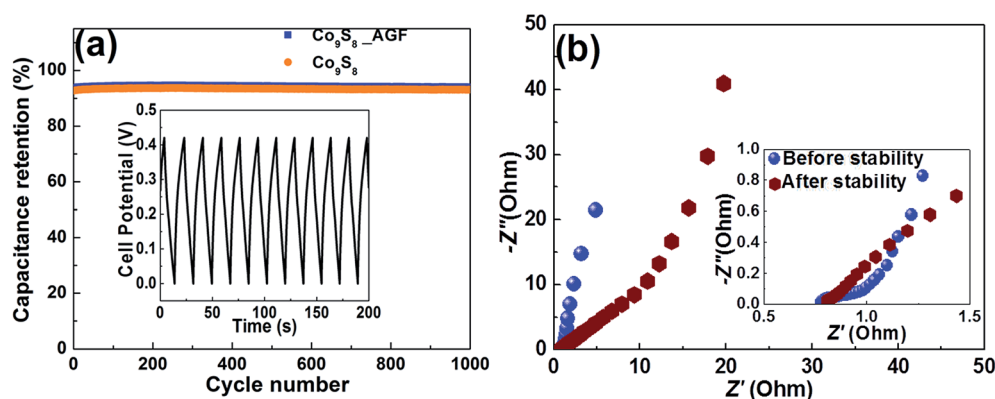 (a)
Co₉S₈_AGF
Co₉S₈
Capacitance retention (%)
100
80
60
40
20
0
0 200 400 600 800 1000
Cycle number
Cell Potential (V)
0.5
0.4
0.3
0.2
0.1
0.0
0 25 50 75 100 125 150 175 200
Time (s)
(b)
-Z"(Ohm)
-50
-40
30
20
10
0
0 10 20 30 40 50
Z' (Ohm)
Before stability
After stability
-Z"(Ohm)
1.0
0.8
0.6
0.4
0.2
0.0
0.5 1.0 1.5
Z' (Ohm)